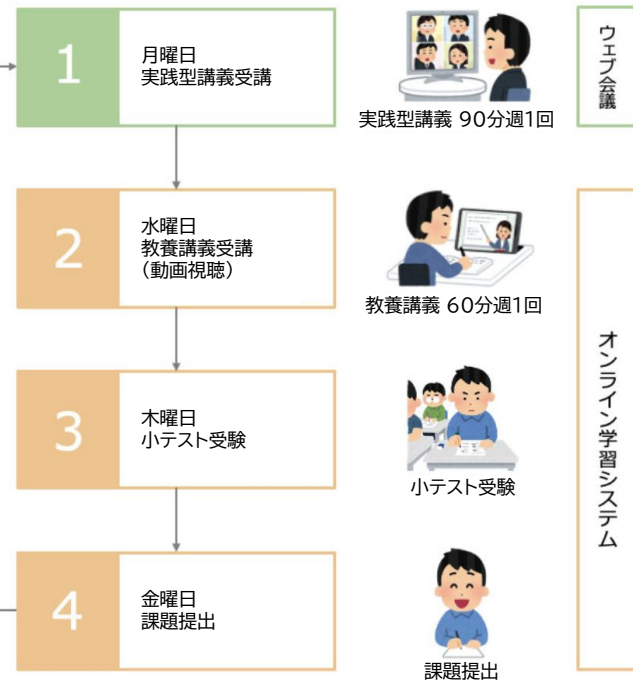 1
月曜日
実践型講義受講
実践型講義 90分週1回
ウェブ会議
2
水曜日
教養講義受講
（動画視聴）
教養講義 60分週1回
3
木曜日
小テスト受験
小テスト受験
4
金曜日
課題提出
課題提出
オンライン学習システム